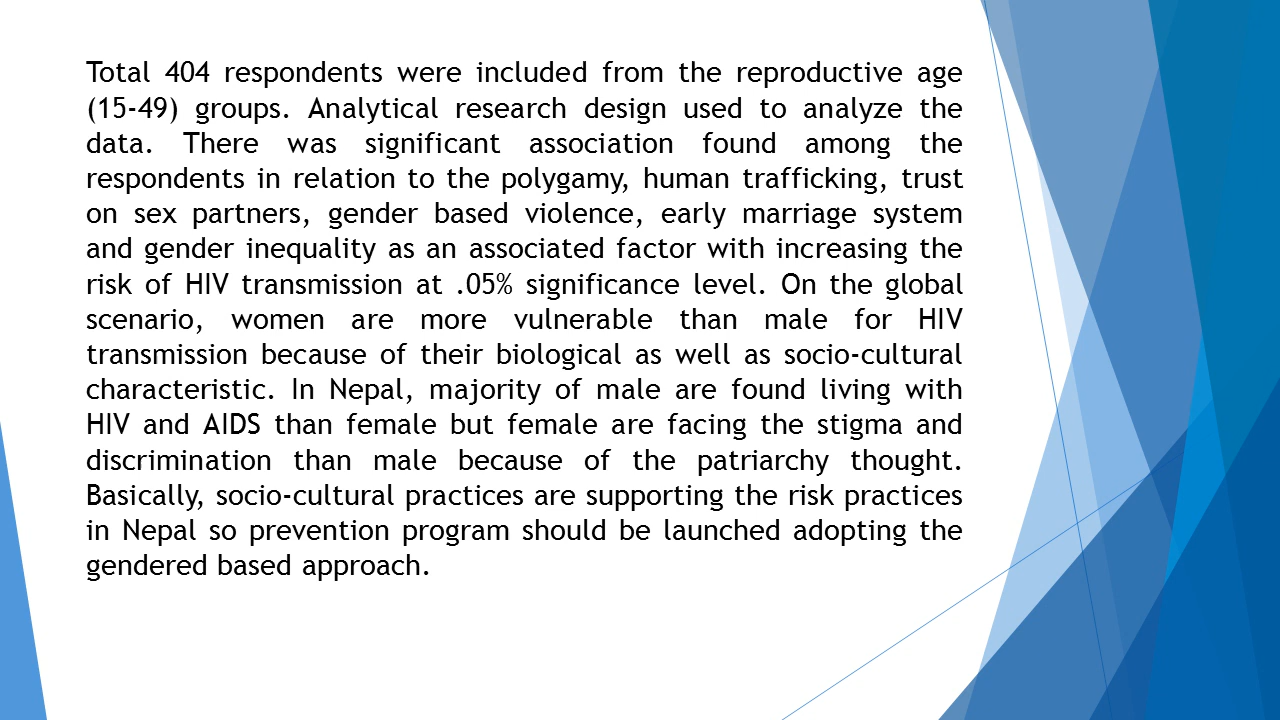 Total 404 respondents were included from the reproductive age
(15-49) groups. Analytical research design used to analyze the
data. There was significant association found among the
respondents in relation to the polygamy, human trafficking, trust
on sex partners, gender based violence, early marriage system
and gender inequality as an associated factor with increasing the
risk of HIV transmission at .05% significance level. On the global
scenario, women are more vulnerable than male for HIV
transmission because of their biological as well as socio-cultural
characteristic. In Nepal, majority of male are found living with
HIV and AIDS than female but female are facing the stigma and
discrimination than male because of the patriarchy thought.
Basically, socio-cultural practices are supporting the risk practices
in Nepal so prevention program should be launched adopting the
gendered based approach.